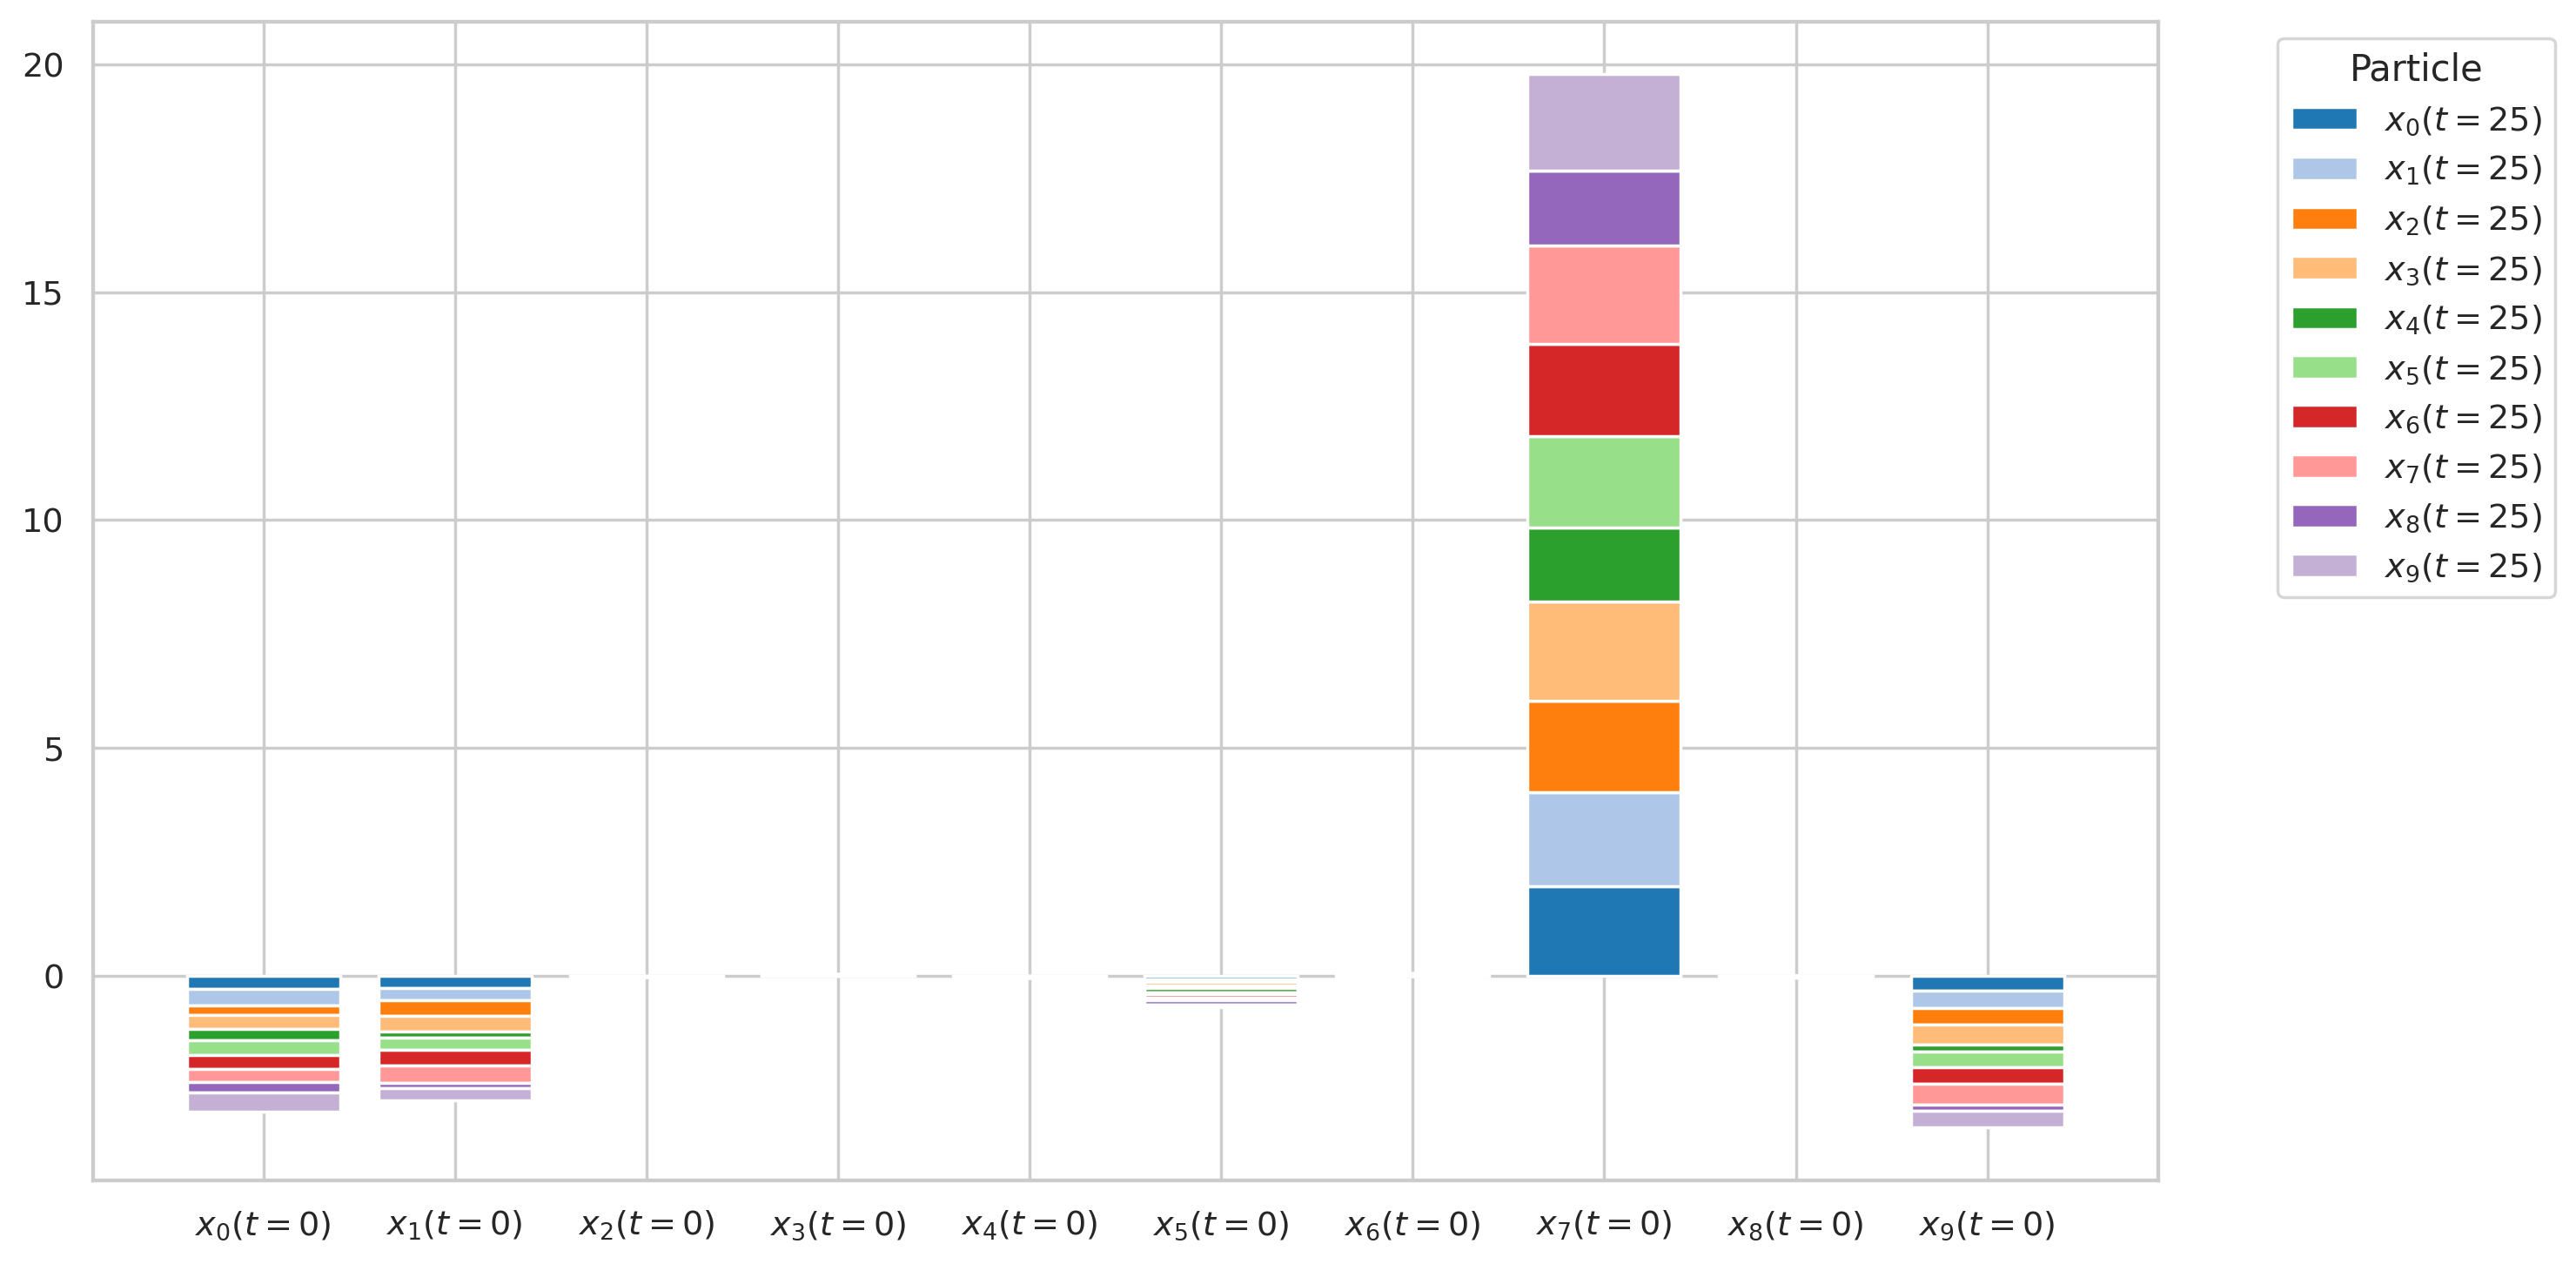 20
15
10
5
0
x₀(t = 0) x₁(t = 0) x₂(t = 0) x₃(t = 0) x₄(t = 0) x₅(t = 0) x₆(t = 0) x₇(t = 0) x₈(t = 0) x₉(t = 0)
Particle
x₀(t = 25)
x₁(t = 25)
x₂(t = 25)
x₃(t = 25)
x₄(t = 25)
x₅(t = 25)
x₆(t = 25)
x₇(t = 25)
x₈(t = 25)
x₉(t = 25)